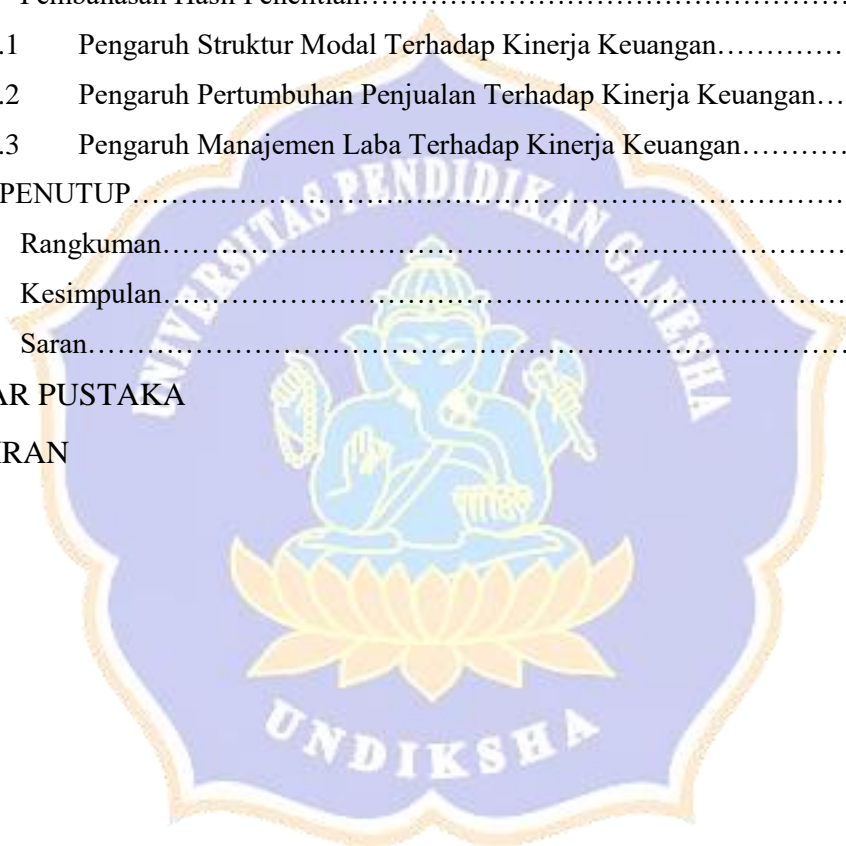 Pembahasan Hasil Penelitian………………………………………………
.1 Pengaruh Struktur Modal Terhadap Kinerja Keuangan……………
.2 Pengaruh Pertumbuhan Penjualan Terhadap Kinerja Keuangan…
.3 Pengaruh Manajemen Laba Terhadap Kinerja Keuangan…………
PENUTUP……………………………………………………………………
Rangkuman…………………………………………………………………
Kesimpulan…………………………………………………………………
Saran…………………………………………………………………………
AR PUSTAKA
IRAN
UNIVERSITAS PENDIDIKAN GANESHA
UNDIKSHA